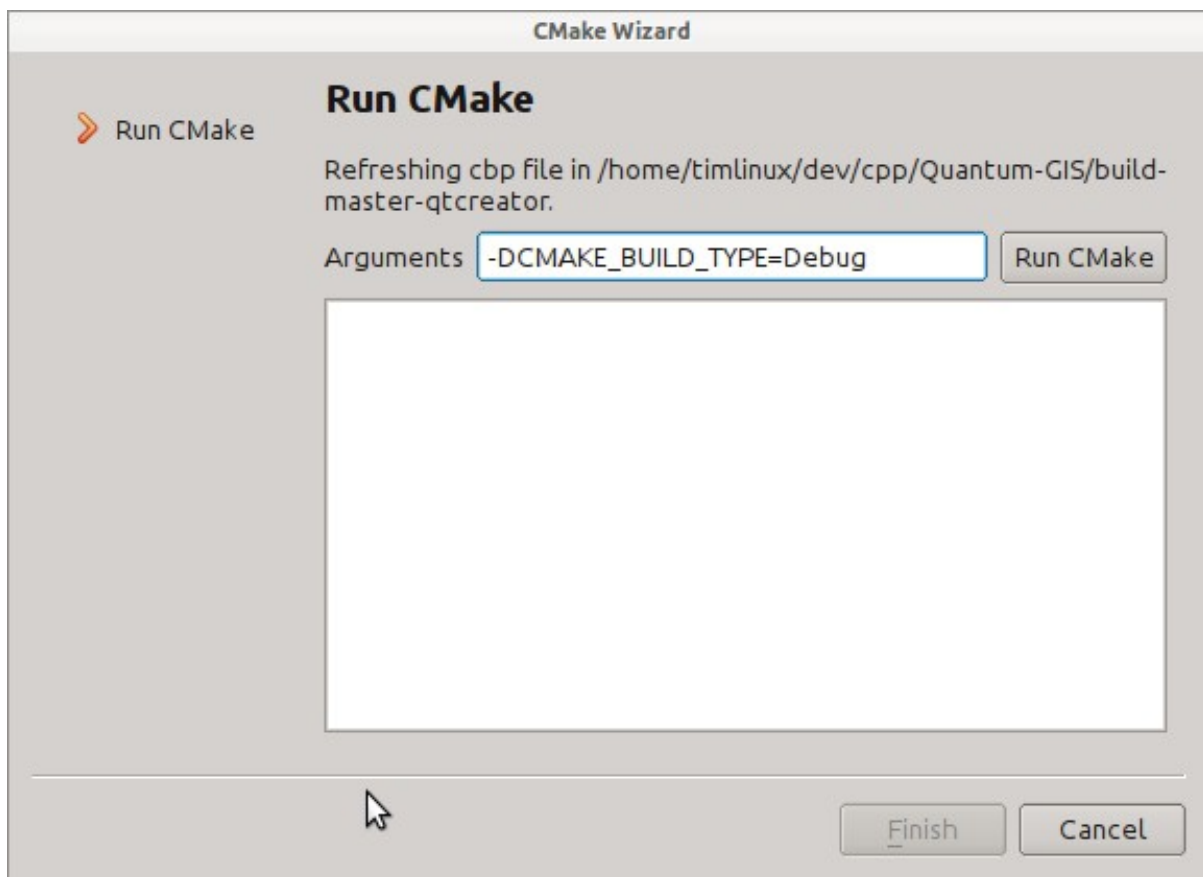 CMake Wizard
Run CMake
Run CMake
Refreshing cbp file in /home/timlinux/dev/cpp/Quantum-GIS/build-
master-qtcreator.
Arguments -DCMAKE_BUILD_TYPE=Debug Run CMake
Finish Cancel